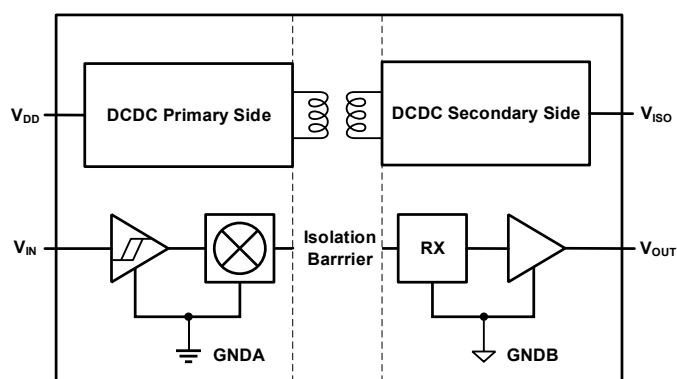 DCDC Primary Side
DCDC Secondary Side
VDD
VISO
VIN
Isolation
Barrrier
RX
VOUT
GNDA
GNDB